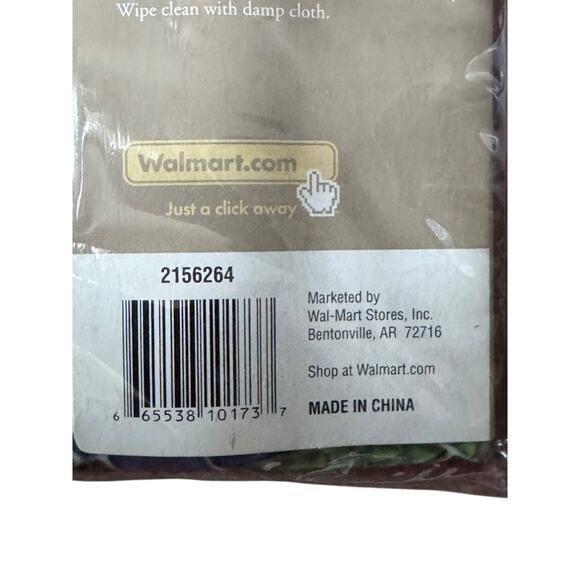 Wipe clean with damp cloth.
Walmart.com
Just a click away
2156264
Marketed by
Wal-Mart Stores, Inc.
Bentonville, AR 72716
Shop at Walmart.com
MADE IN CHINA
6 65538 10173 7